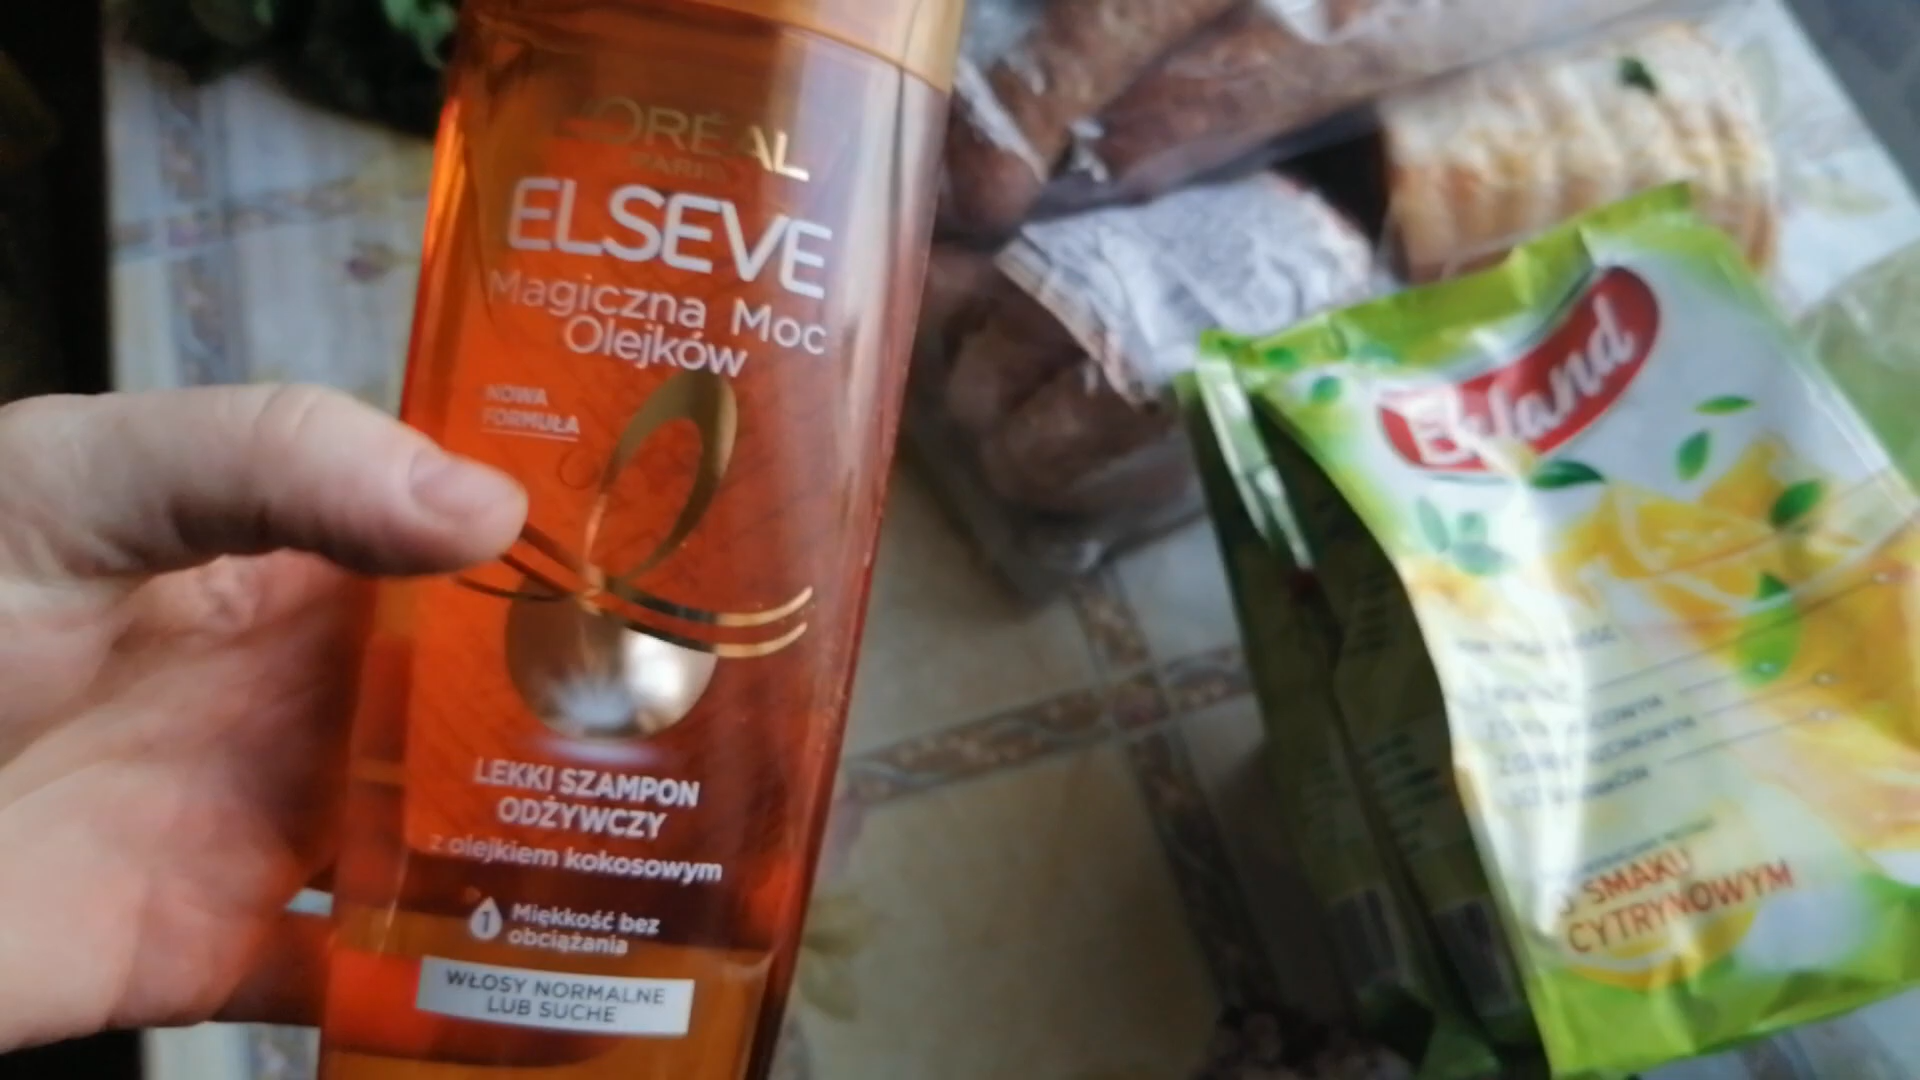 L'ORÉAL
PARIS
ELSEVE
Magiczna Moc
Olejków
NOWA
FORMUŁA
LEKKI SZAMPON
ODŻYWCZY
z olejkiem kokosowym
1 Miękkość bez
obciążania
WŁOSY NORMALNE
LUB SUCHE
Ekland
O SMAKU
CYTRYNOWYM